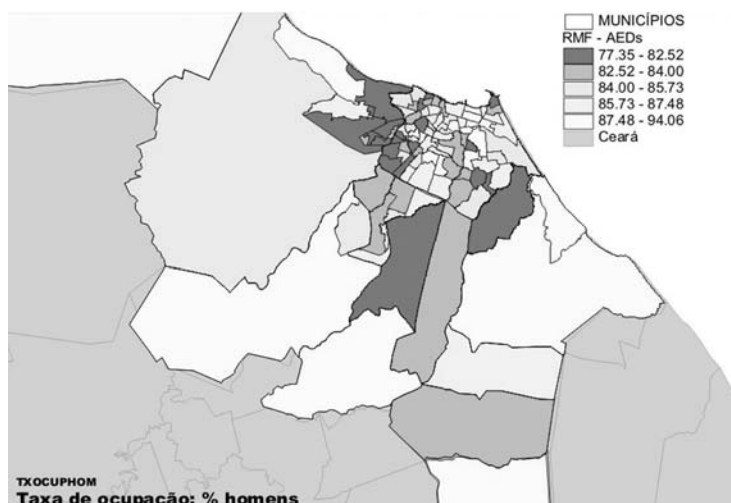 MUNICÍPIOS
RMF - AEDs
77.35 - 82.52
82.52 - 84.00
84.00 - 85.73
85.73 - 87.48
87.48 - 94.06
Ceará
TXOCUPHOM
Taxa de ocupação: % homens